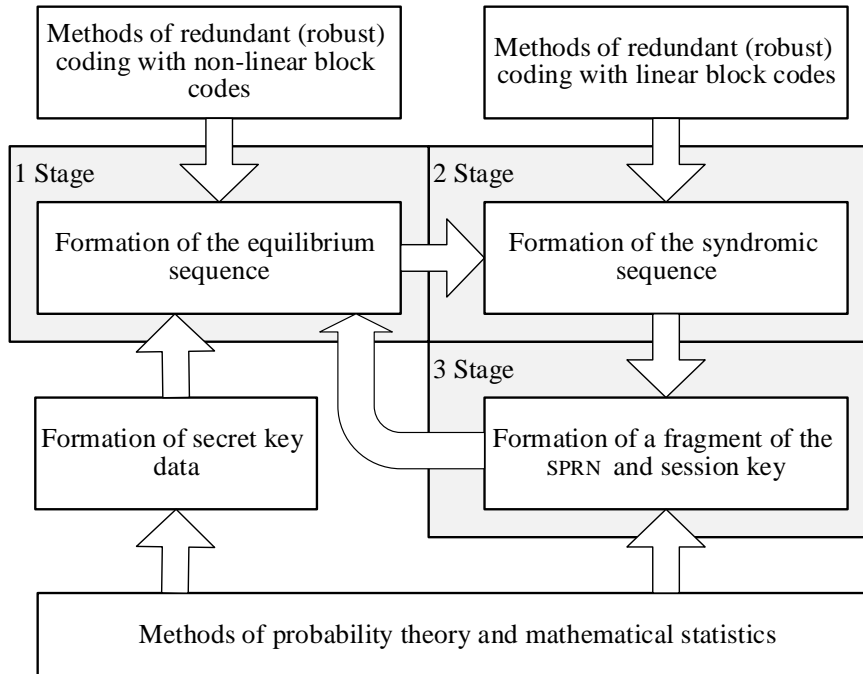 Methods of redundant (robust)
coding with non-linear block
codes
Methods of redundant (robust)
coding with linear block codes
1 Stage
2 Stage
Formation of the equilibrium
sequence
Formation of the syndromic
sequence
3 Stage
Formation of secret key
data
Formation of a fragment of the
SPRN and session key
Methods of probability theory and mathematical statistics